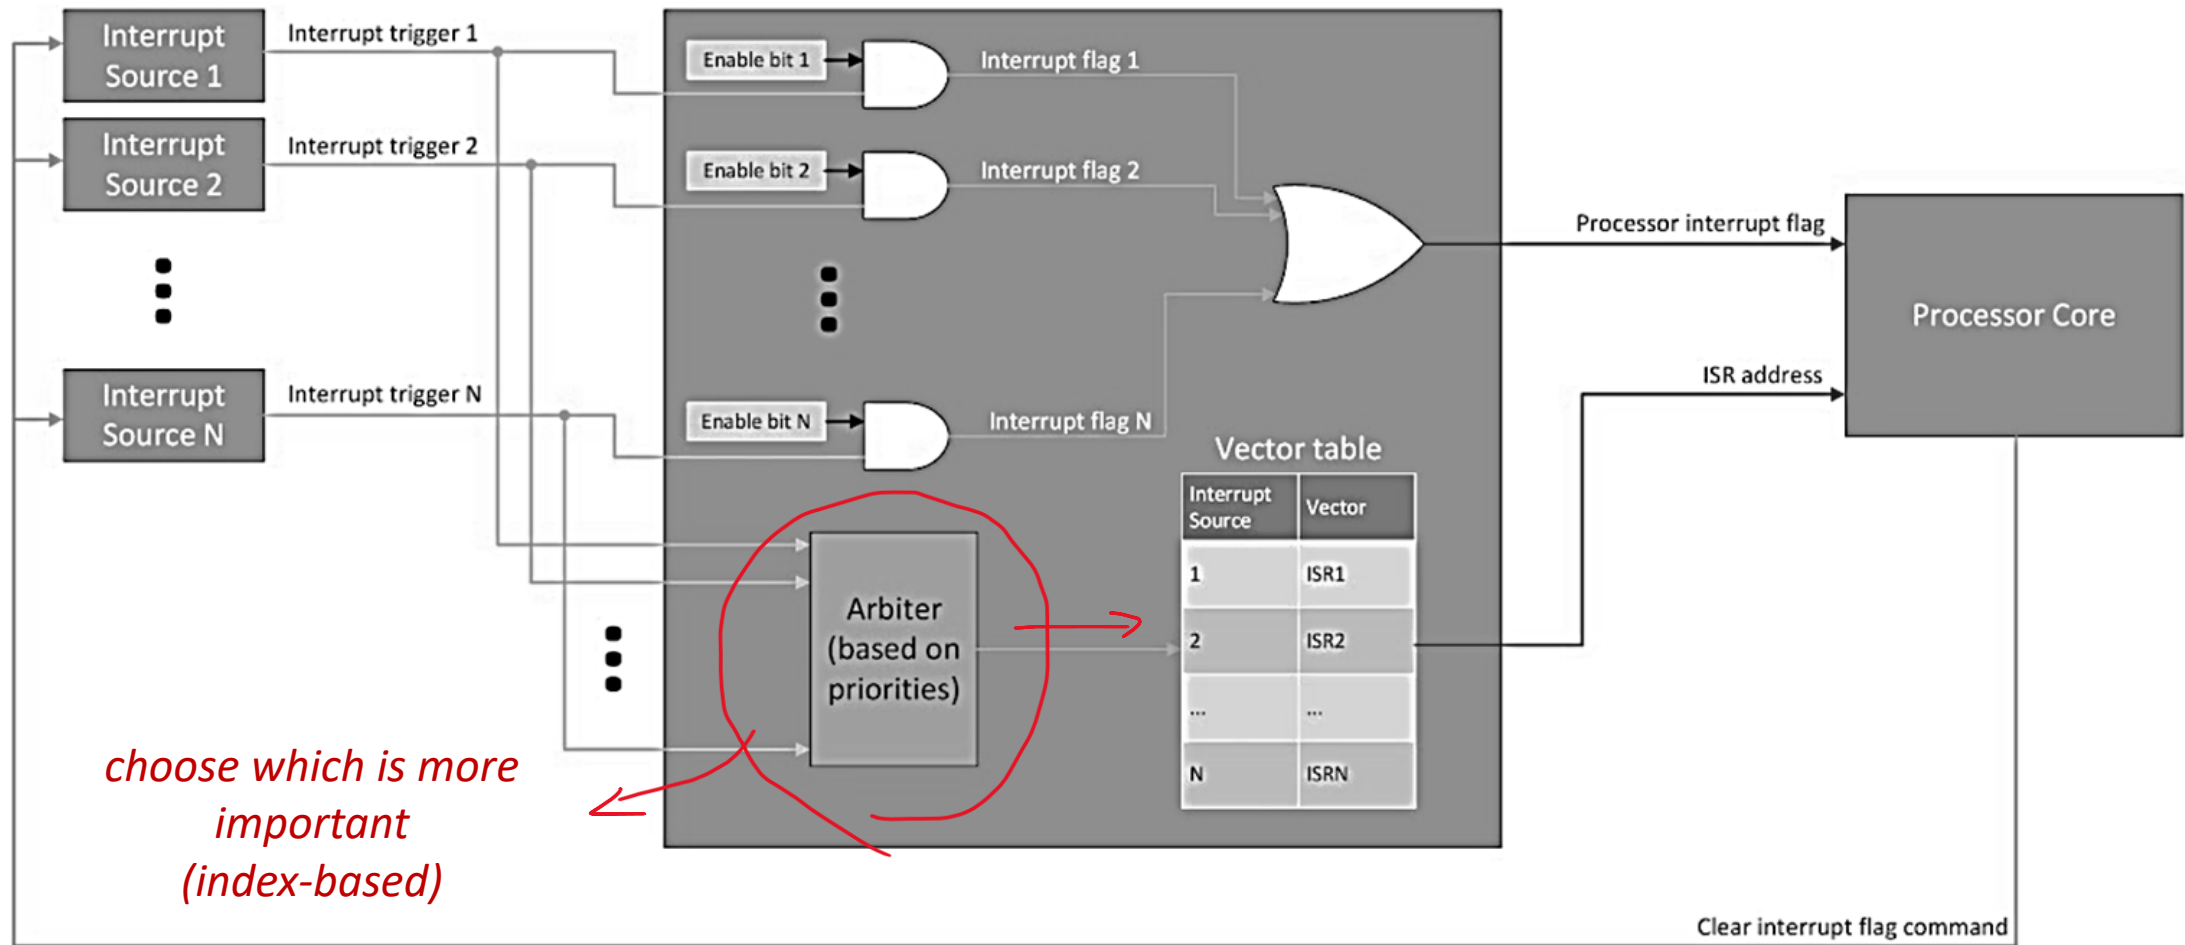 Interrupt
Source 1
Interrupt trigger 1
Enable bit 1
Interrupt flag 1
Interrupt
Source 2
Interrupt trigger 2
Enable bit 2
Interrupt flag 2
Processor interrupt flag
Processor Core
ISR address
Interrupt
Source N
Interrupt trigger N
Enable bit N
Interrupt flag N
Vector table
Interrupt
Source
Vector
1
ISR1
2
ISR2
...
...
N
ISRN
Arbiter
(based on
priorities)
choose which is more
important
(index-based)
Clear interrupt flag command